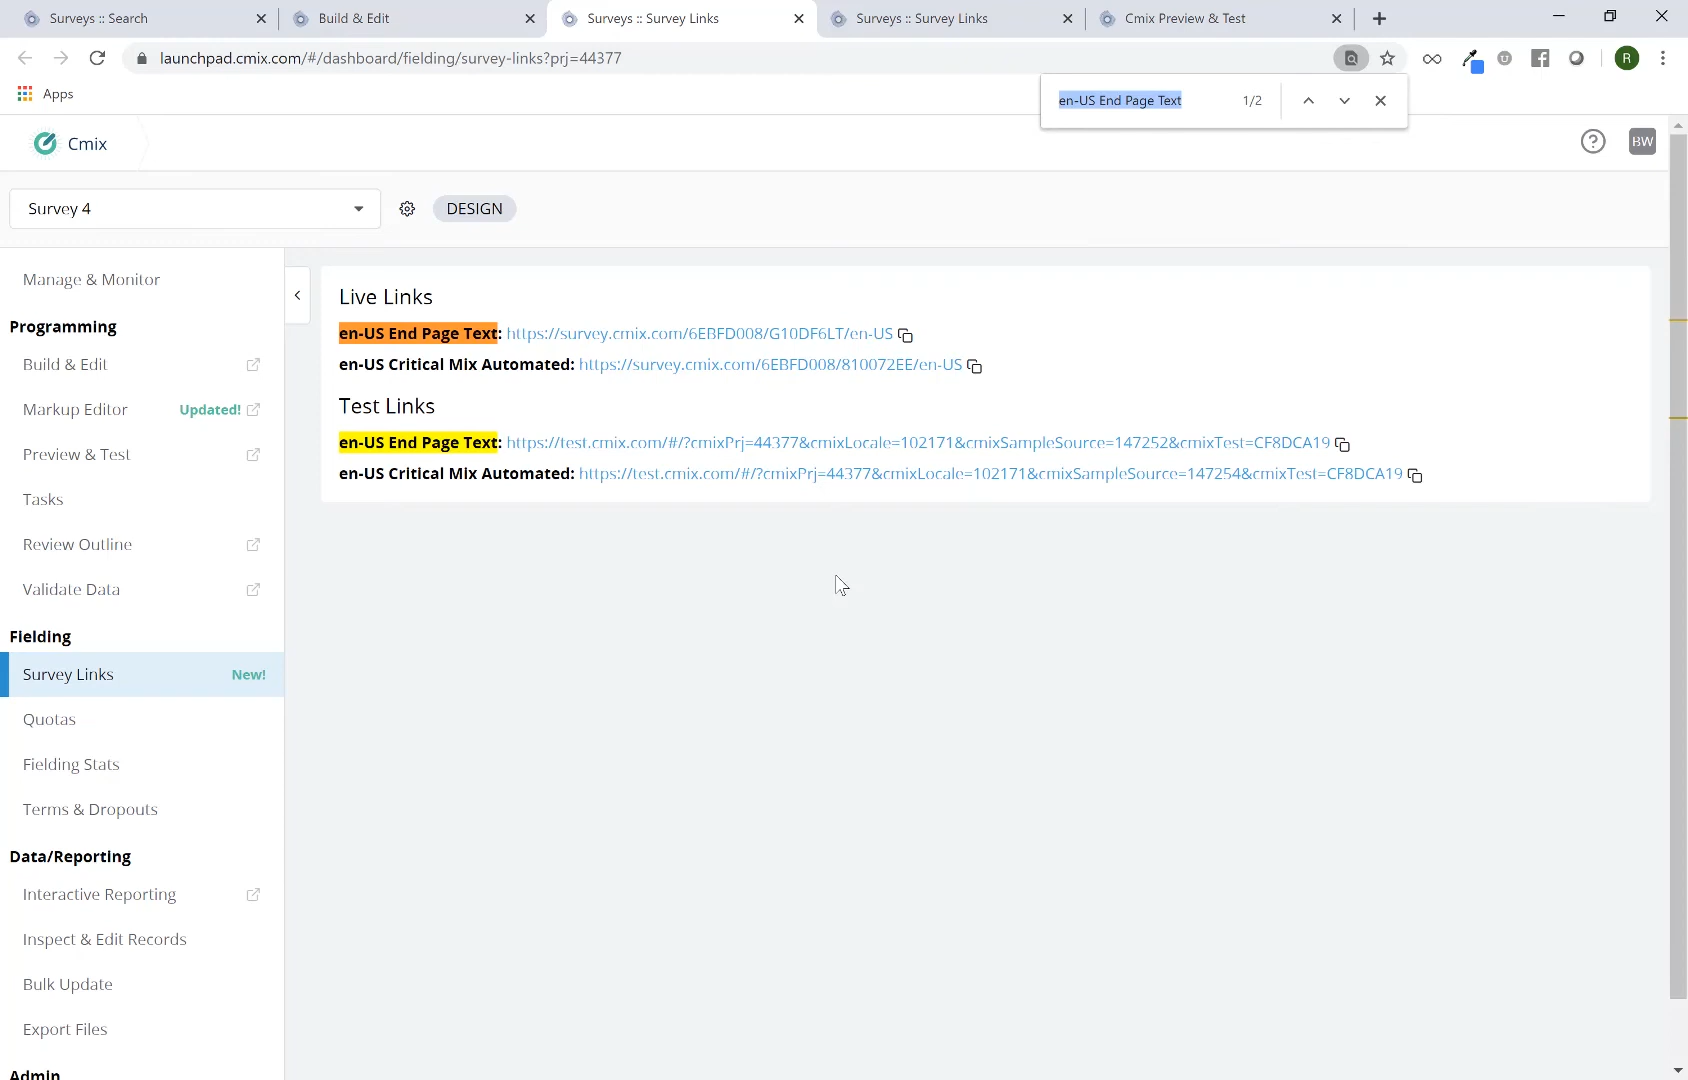 Surveys :: Search
Build & Edit
Surveys :: Survey Links
Surveys :: Survey Links
Cmix Preview & Test
launchpad.cmix.com/#/dashboard/fielding/survey-links?prj=44377
R
Apps
en-US End Page Text 1/2
Cmix
BW
Survey 4
DESIGN
Manage & Monitor
Programming
Build & Edit
Markup Editor Updated!
Preview & Test
Tasks
Review Outline
Validate Data
Fielding
Survey Links New!
Quotas
Fielding Stats
Terms & Dropouts
Data/Reporting
Interactive Reporting
Inspect & Edit Records
Bulk Update
Export Files
Admin
Live Links
en-US End Page Text: https://survey.cmix.com/6EBFD008/G10DF6LT/en-US
en-US Critical Mix Automated: https://survey.cmix.com/6EBFD008/810072EE/en-US
Test Links
en-US End Page Text: https://test.cmix.com/#/?cmixPrj=44377&cmixLocale=102171&cmixSampleSource=147252&cmixTest=CF8DCA19
en-US Critical Mix Automated: https://test.cmix.com/#/?cmixPrj=44377&cmixLocale=102171&cmixSampleSource=147254&cmixTest=CF8DCA19